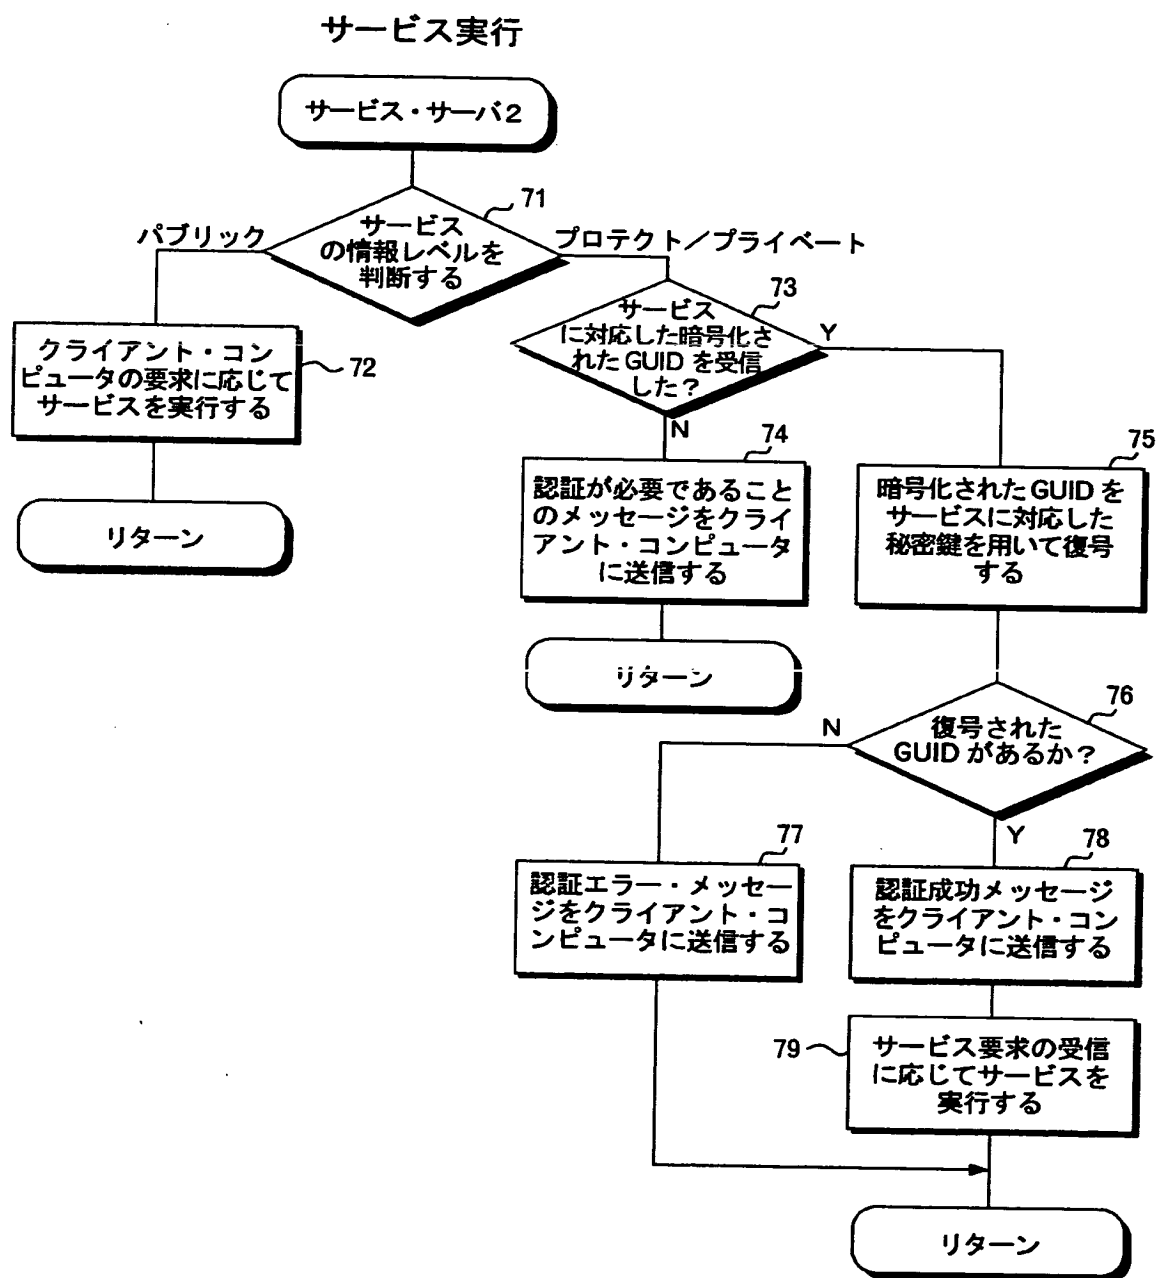 サービス実行
サービス・サーバ2
71
サービス
の情報レベルを
判断する
パブリック
プロテクト/プライベート
クライアント・コン
ピュータの要求に応じて
サービスを実行する
72
リターン
73
サービス
に対応した暗号化さ
れた GUID を受信
した?
Y
N
74
認証が必要であること
のメッセージをクライ
アント・コンピュータ
に送信する
リターン
75
暗号化された GUID を
サービスに対応した
秘密鍵を用いて復号
する
76
復号された
GUID があるか?
N
Y
77
認証エラー・メッセー
ジをクライアント・コ
ンピュータに送信する
78
認証成功メッセージ
をクライアント・コン
ピュータに送信する
79
サービス要求の受信
に応じてサービスを
実行する
リターン